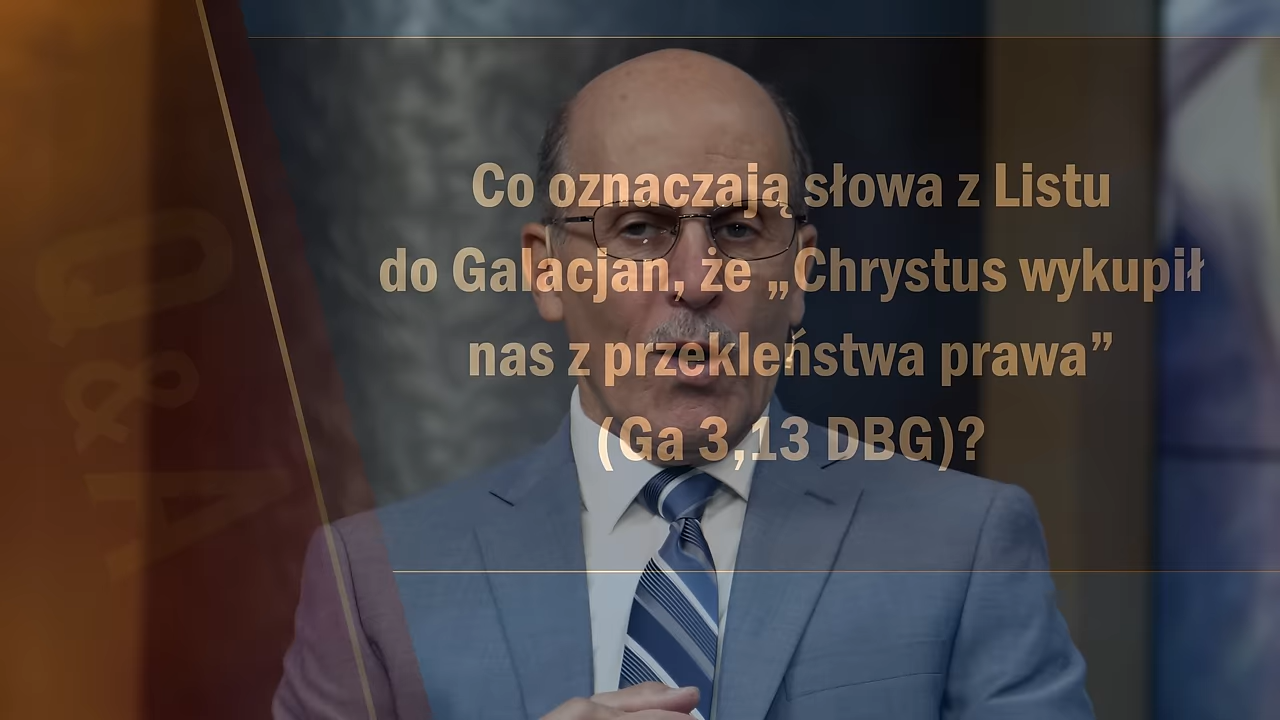 Co oznaczają słowa z Listu
do Galacjan, że „Chrystus wykupił
nas z przekleństwa prawa”
(Ga 3,13 DBG)?
Q&A